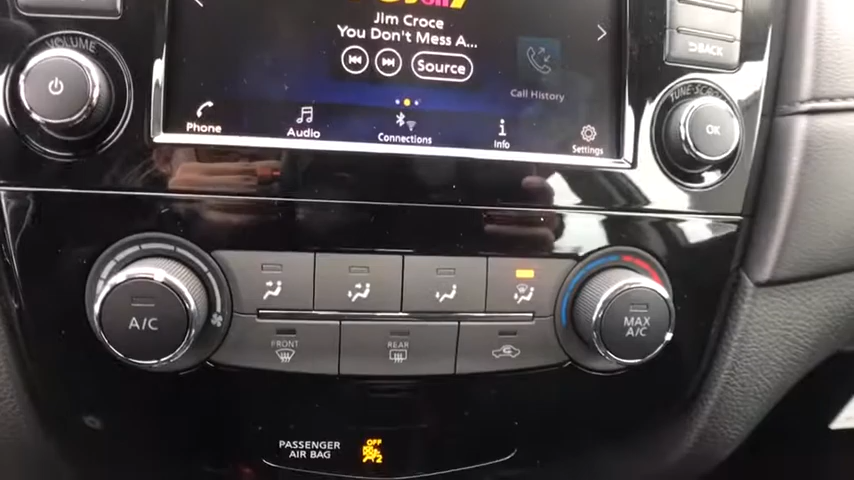 VOLUME
Jim Croce
You Don't Mess A...
Source
Call History
BACK
TUNE·SCROLL
OK
Phone
Audio
Connections
Info
Settings
A/C
MAX
A/C
FRONT
REAR
PASSENGER
AIR BAG
OFF
2